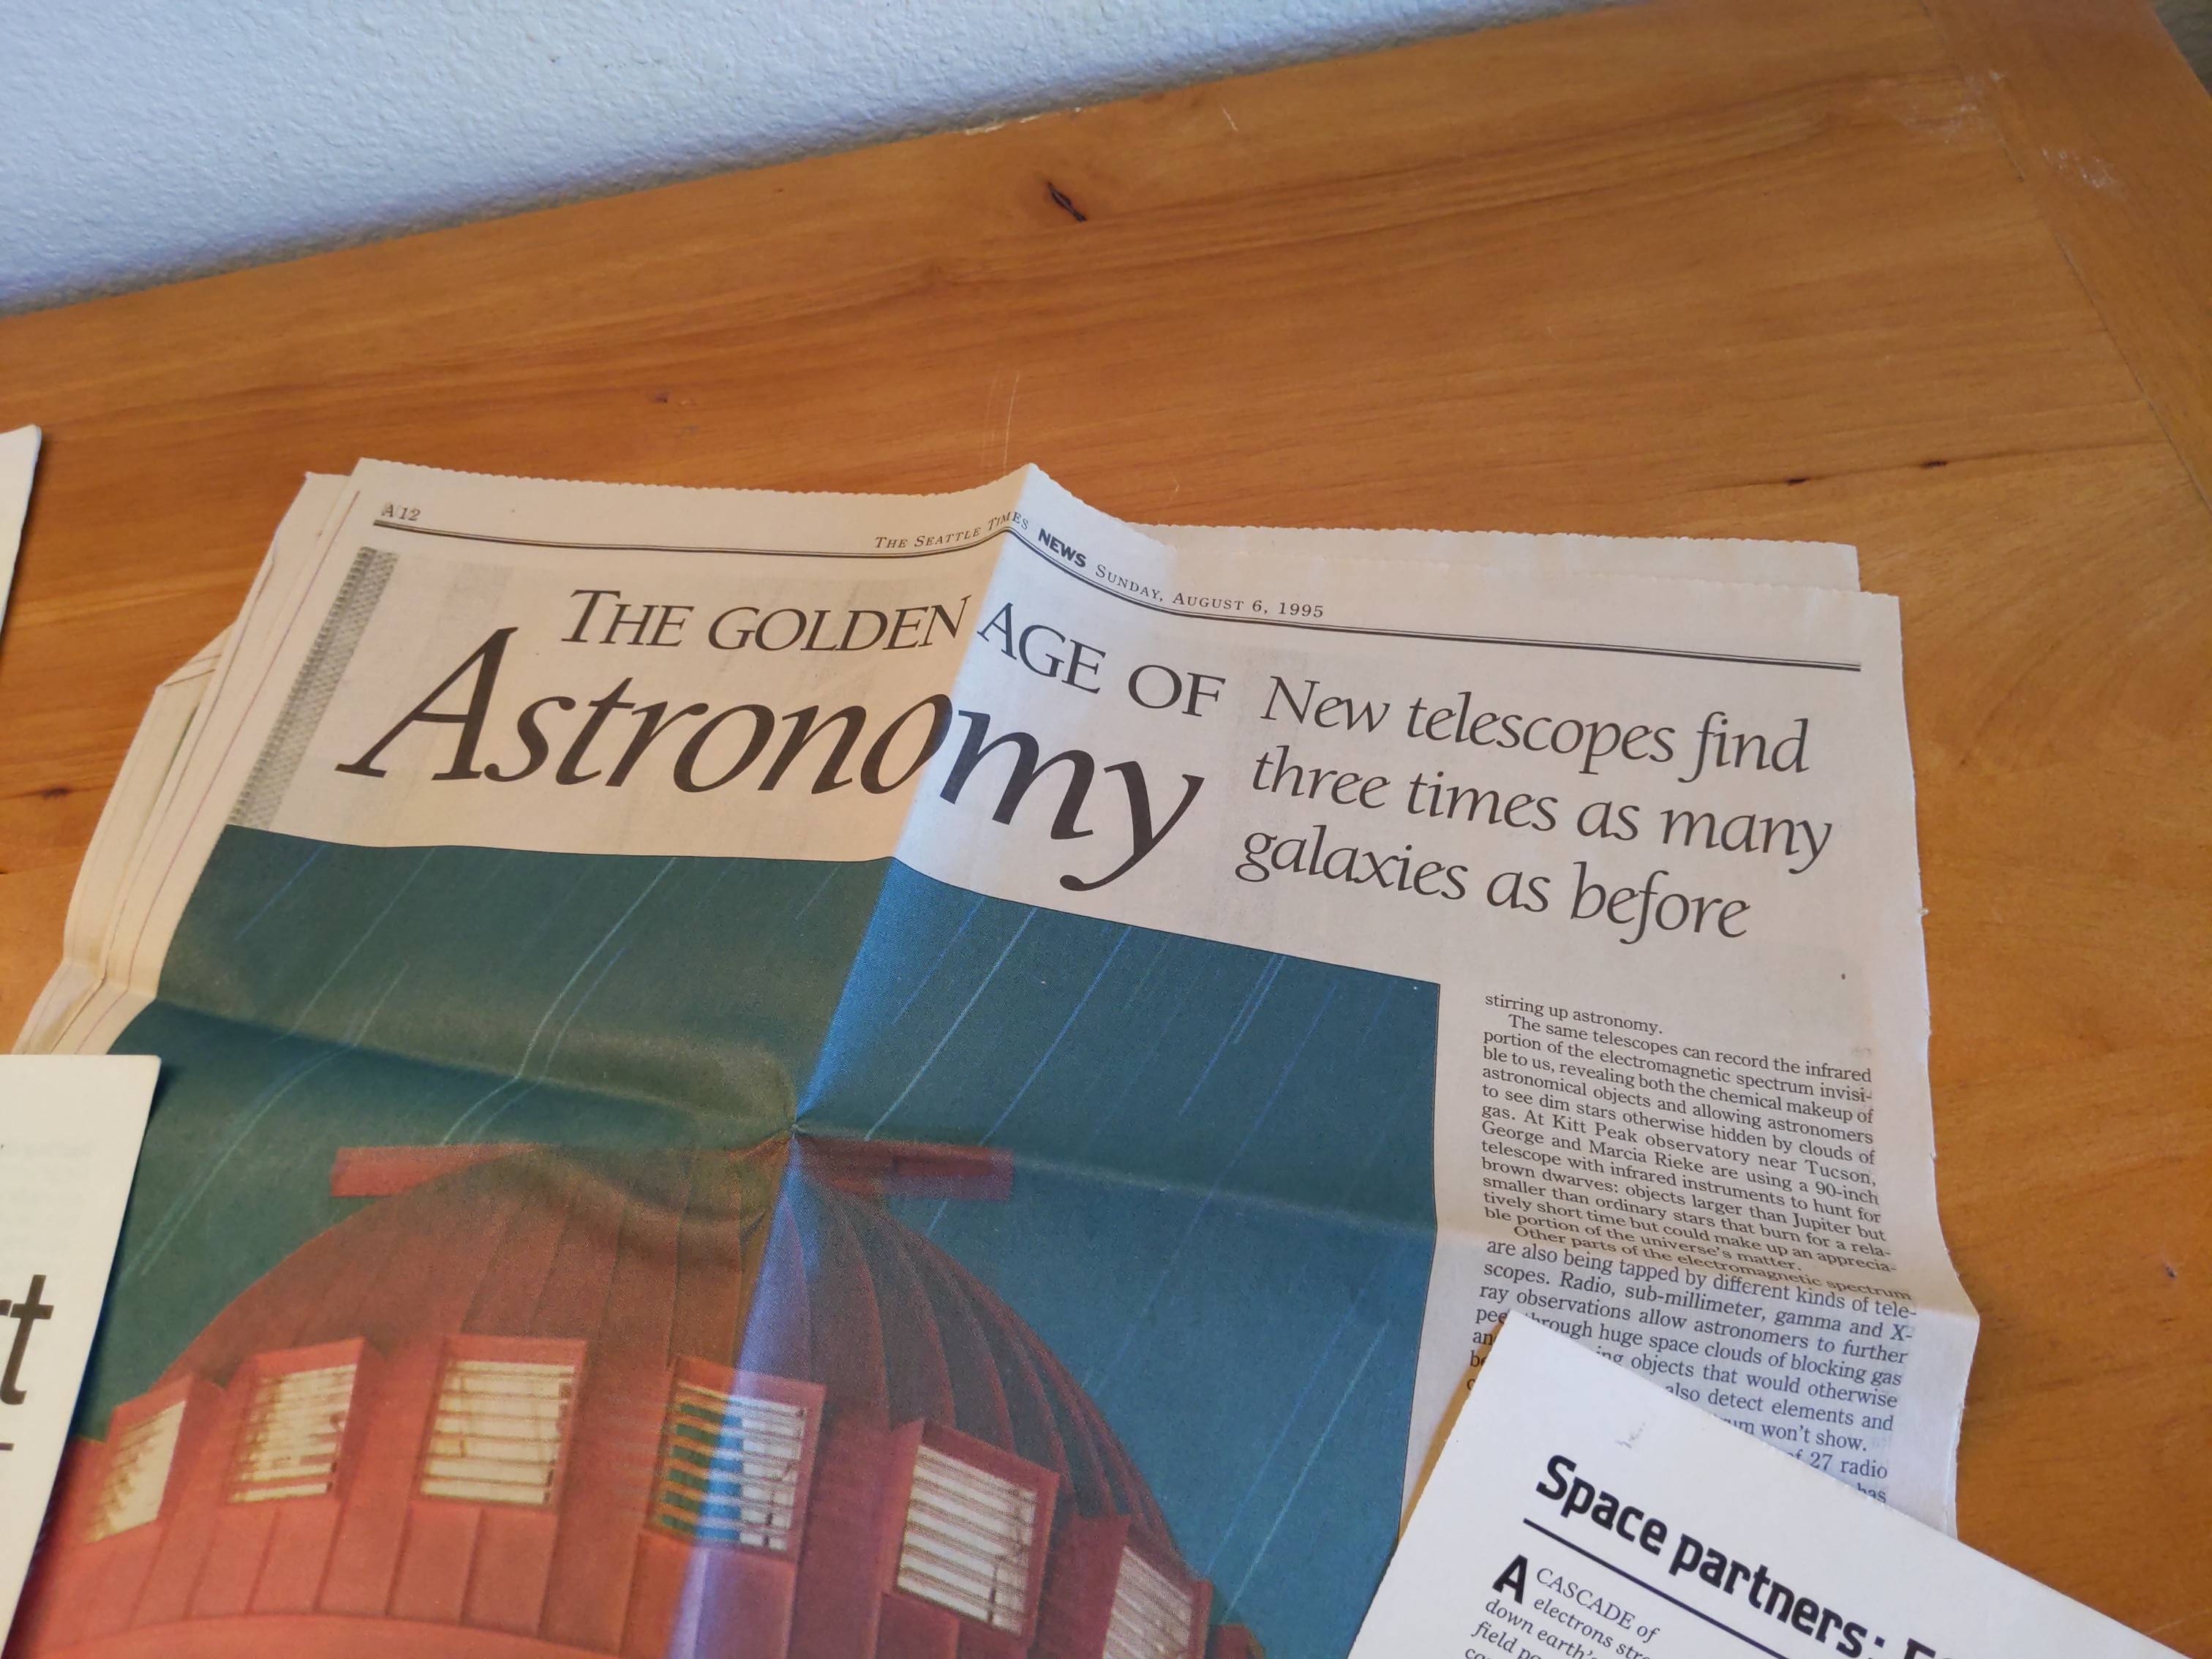 A 12
THE SEATTLE TIMES NEWS SUNDAY, AUGUST 6, 1995
THE GOLDEN AGE OF
Astronomy
New telescopes find
three times as many
galaxies as before
stirring up astronomy.
The same telescopes can record the infrared
portion of the electromagnetic spectrum invisi-
ble to us, revealing both the chemical makeup of
astronomical objects and allowing astronomers
to see dim stars otherwise hidden by clouds of
gas. At Kitt Peak observatory near Tucson,
George and Marcia Rieke are using a 90-inch
telescope with infrared instruments to hunt for
brown dwarves: objects larger than Jupiter but
smaller than ordinary stars that burn for a rela-
tively short time but could make up an apprecia-
ble portion of the universe's matter.
Other parts of the electromagnetic spectrum
are also being tapped by different kinds of tele-
scopes. Radio, sub-millimeter, gamma and X-
ray observations allow astronomers to further
through huge space clouds of blocking gas
objects that would otherwise
also detect elements and
won't show.
of 27 radio
has
Space partners:
A CASCADE of
electrons
down earth's
field